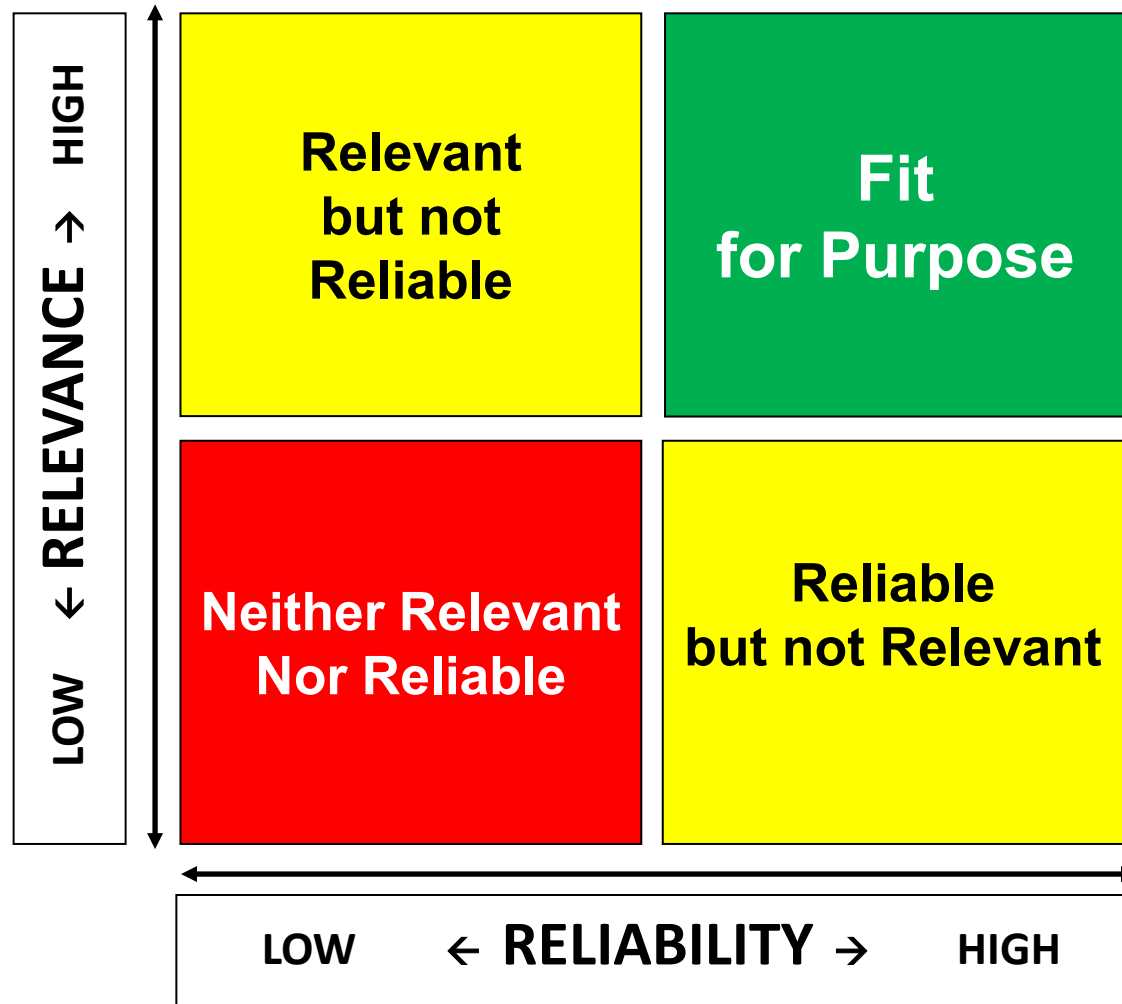 Relevant
but not
Reliable
Fit
for Purpose
Neither Relevant
Nor Reliable
Reliable
but not Relevant
LOW ← RELEVANCE → HIGH
LOW ← RELIABILITY → HIGH